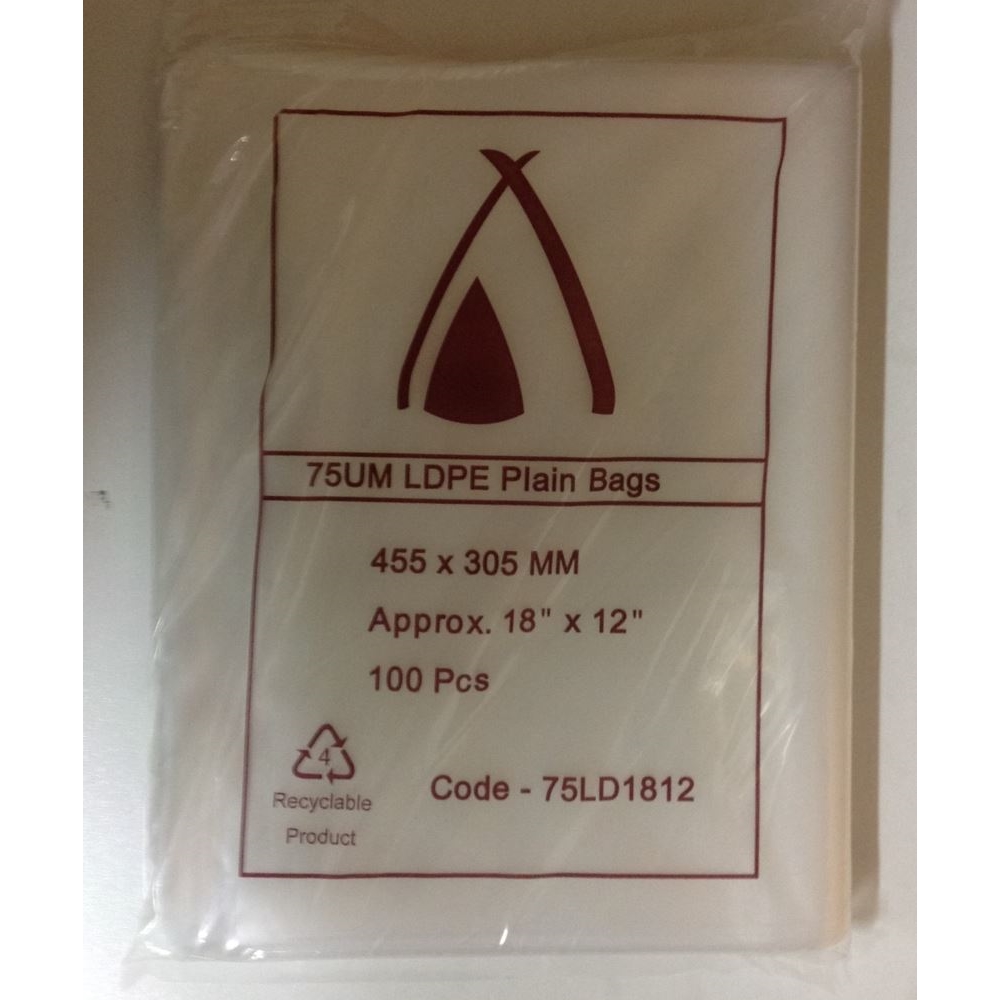 75UM LDPE Plain Bags
455 x 305 MM
Approx. 18" x 12"
100 Pcs
4
Recyclable
Product
Code - 75LD1812